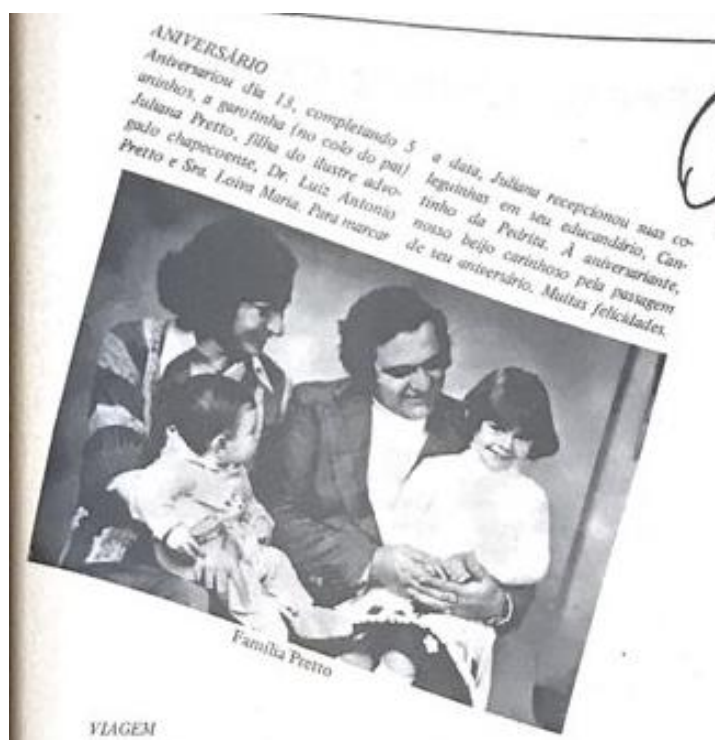 ANIVERSÁRIO
Aniversariou dia 13, completando 5
aninhos, a garotinha (no colo do pai)
Juliana Pretto, filha do ilustre advo-
gado chapecoense, Dr. Luiz Antonio
Pretto e Sra. Loiva Maria. Para marcar
a data, Juliana recepcionou suas co-
leguinhas em seu educandário, Can-
tinho da Pedrita. À aniversariante,
nosso beijo carinhoso pela passagem
de seu aniversário. Muitas felicidades.
Família Pretto
VIAGEM